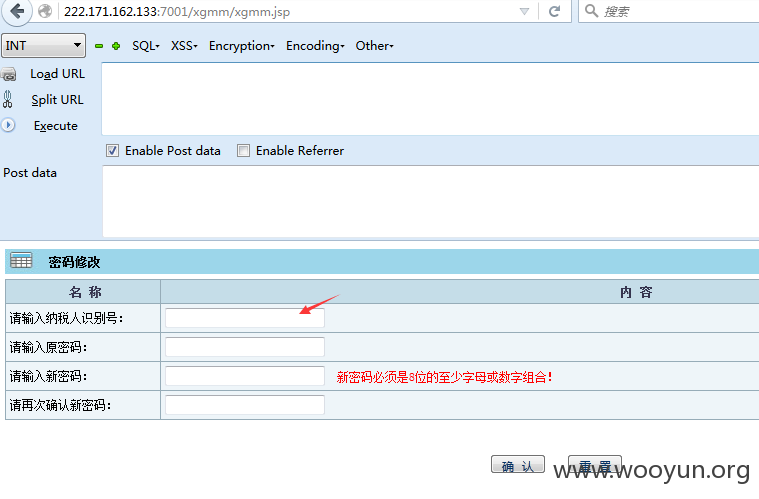 222.171.162.133:7001/xgmm/xgmm.jsp 搜索
INT SQL▾ XSS▾ Encryption▾ Encoding▾ Other▾
Load URL
Split URL
Execute
Enable Post data Enable Referrer
Post data
密码修改
名 称 内 容
请输入纳税人识别号：
请输入原密码：
请输入新密码： 新密码必须是8位的至少字母或数字组合！
请再次确认新密码：
确 认 重 置
www.wooyun.org